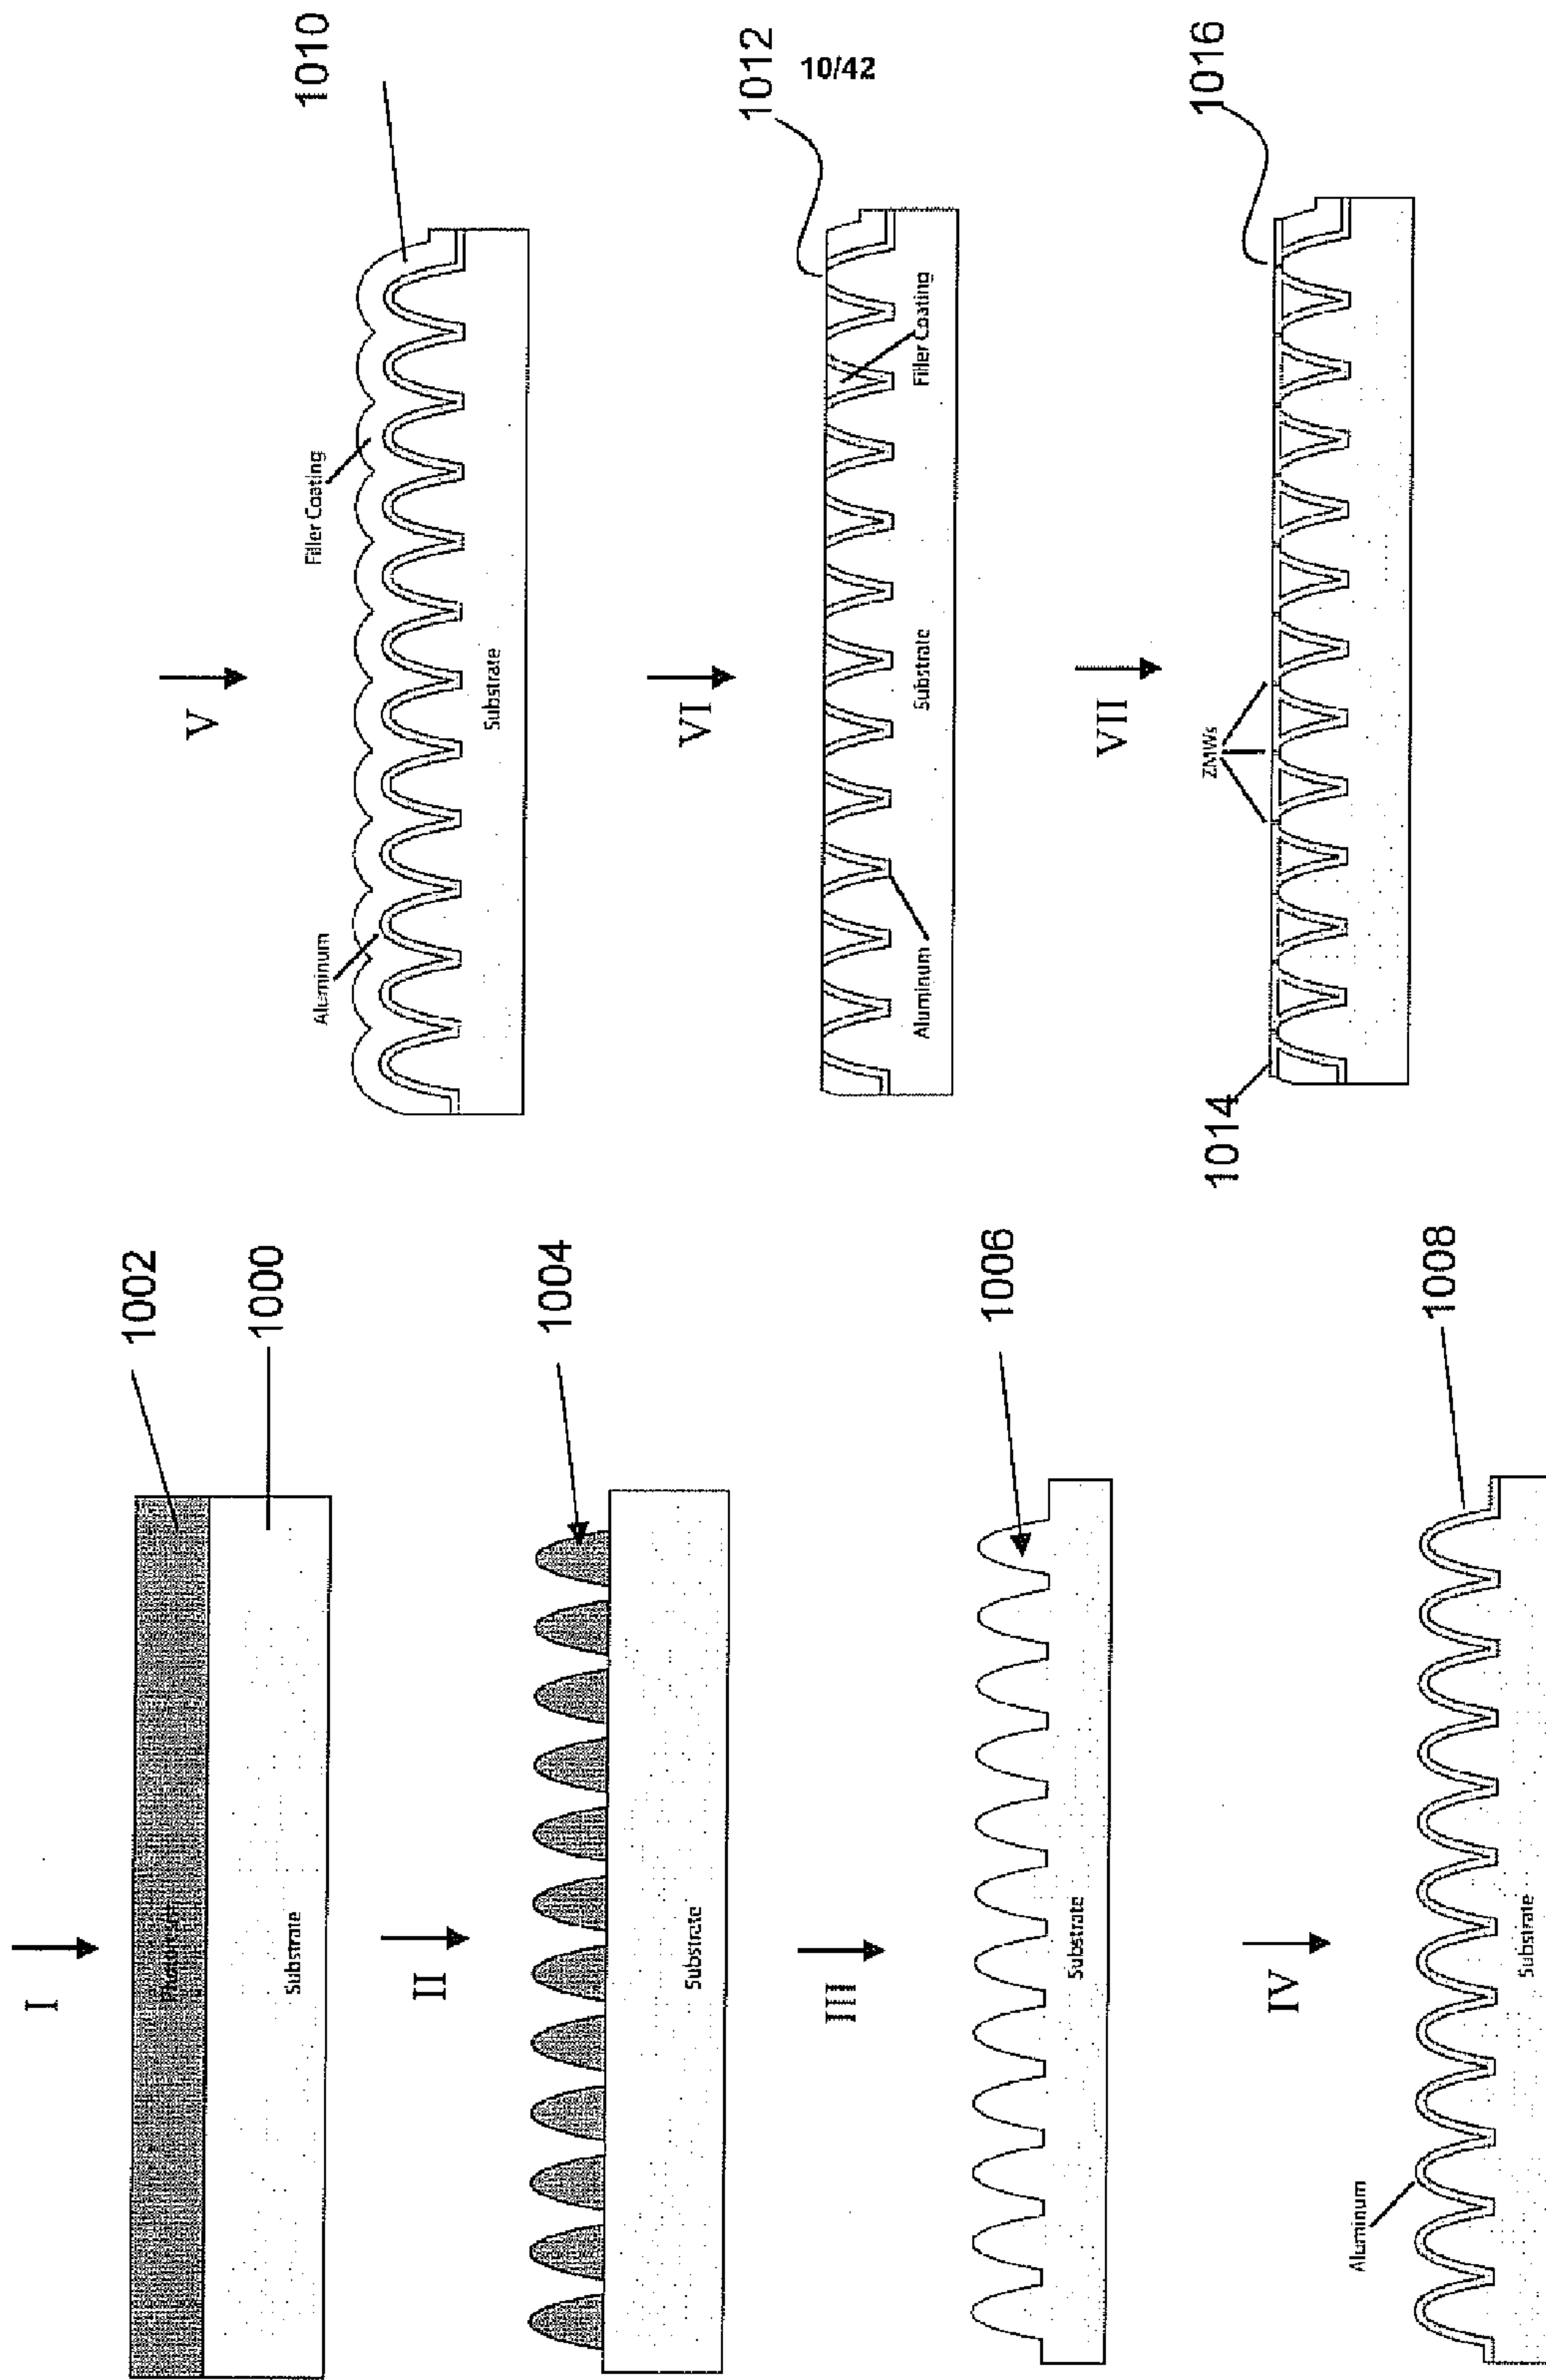 I
1002
Substrate
1000
II
1004
Substrate
III
1006
Substrate
IV
1008
Aluminum
Substrate
V
1010
Filler Coating
Aluminum
Substrate
VI
1012
10/42
Filler Coating
Substrate
Aluminum
VII
1016
ZMWs
1014